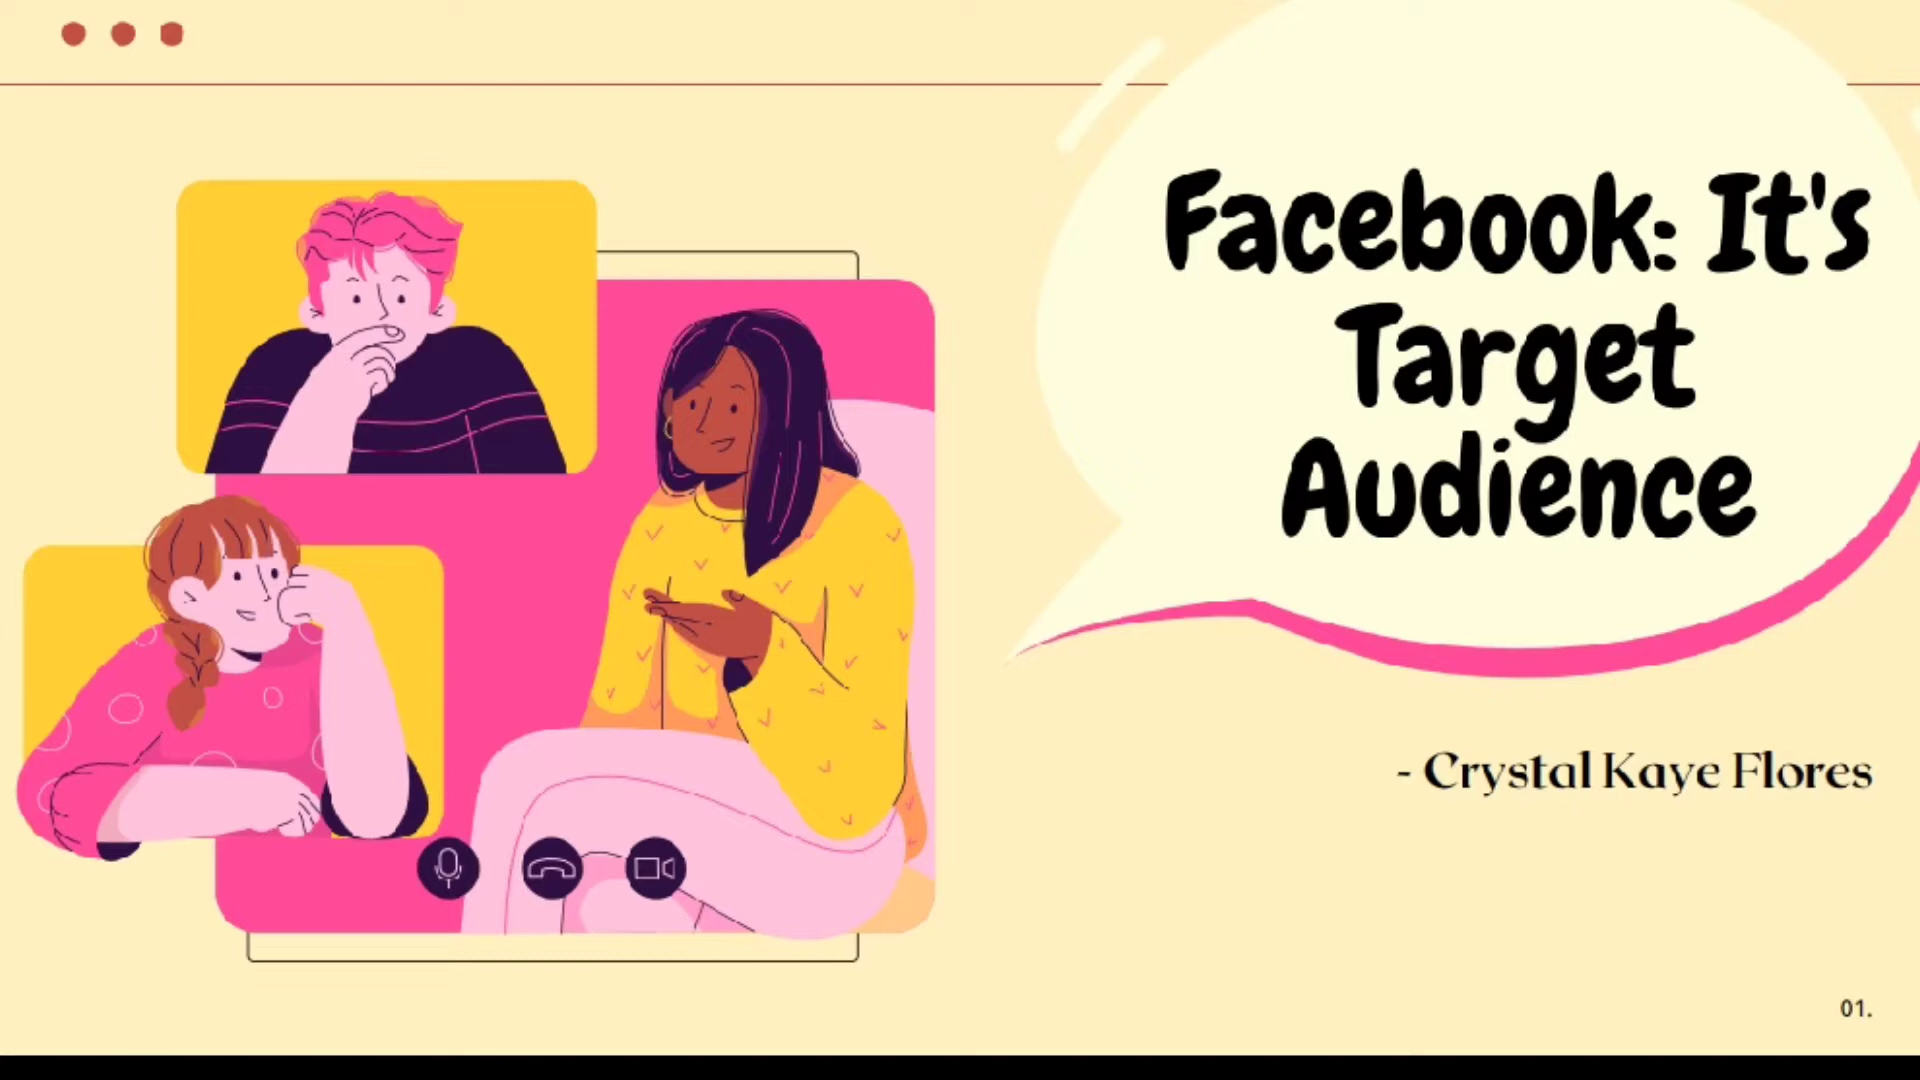 Facebook: It's
Target
Audience
- Crystal Kaye Flores
01.